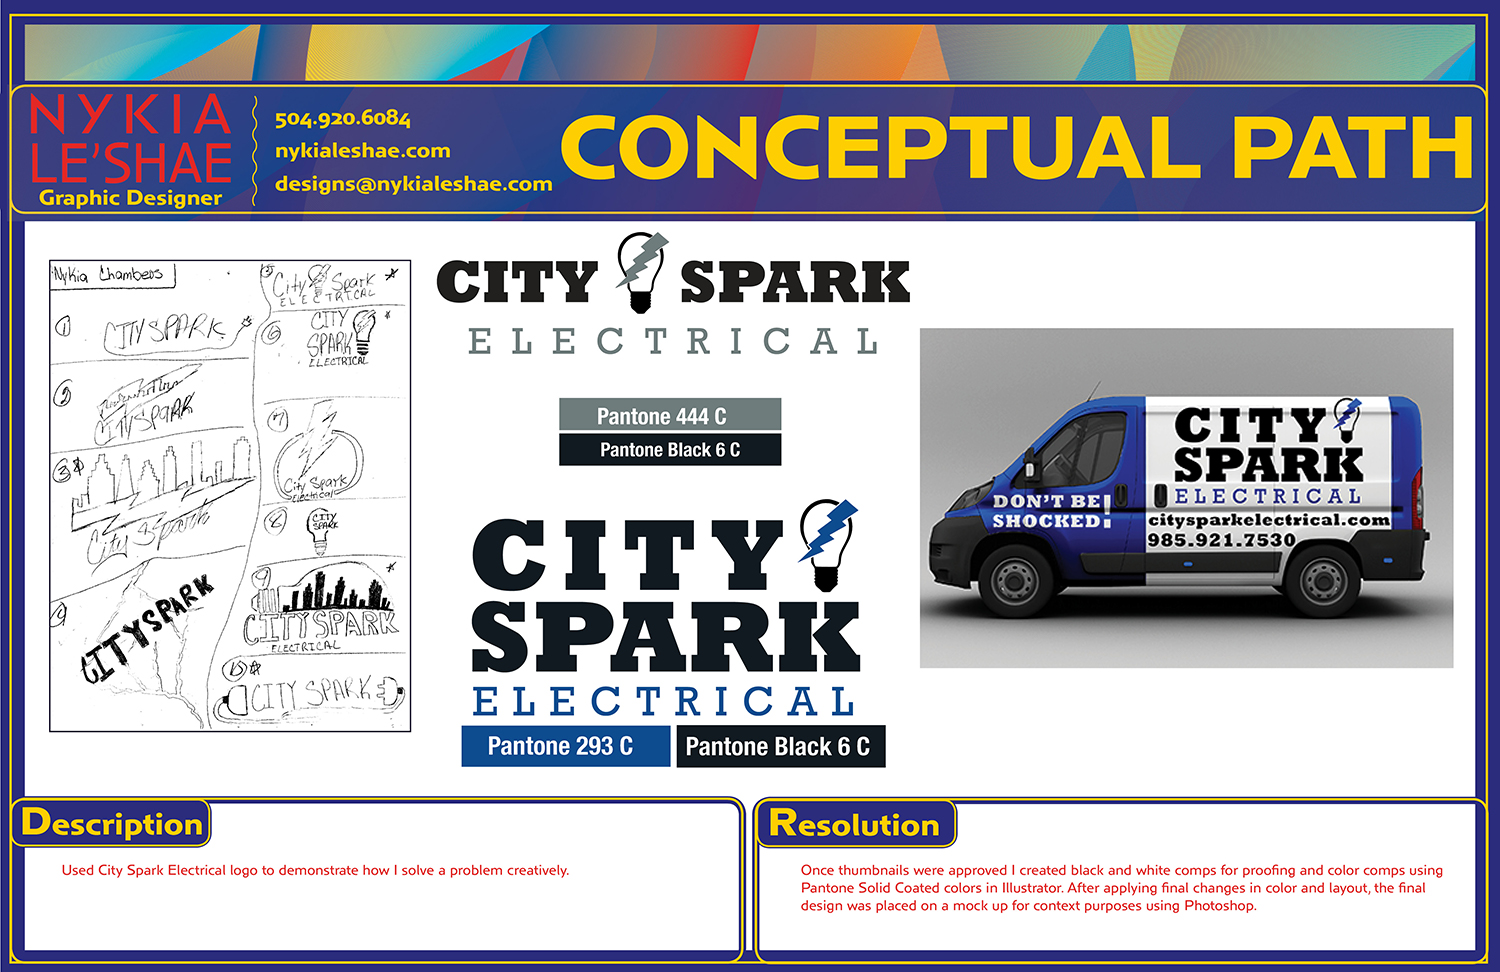 NYKIA
LE'SHAE
Graphic Designer
504.920.6084
nykialeshae.com
designs@nykialeshae.com
CONCEPTUAL PATH
Nykia Chambers
1
CITY SPARK
2
CITYSPARK
3
City Spark
4
CITYSPARK
5
City Spark
ELECTRICAL
6
CITY
SPARK
ELECTRICAL
7
City Spark
Electrical
8
CITY
SPARK
9
CITY SPARK
ELECTRICAL
10
CITY SPARK
CITY SPARK
ELECTRICAL
Pantone 444 C
Pantone Black 6 C
CITY
SPARK
ELECTRICAL
Pantone 293 C
Pantone Black 6 C
CITY
SPARK
ELECTRICAL
DON'T BE
SHOCKED!
citysparkelectrical.com
985.921.7530
Description
Used City Spark Electrical logo to demonstrate how I solve a problem creatively.
Resolution
Once thumbnails were approved I created black and white comps for proofing and color comps using
Pantone Solid Coated colors in Illustrator. After applying final changes in color and layout, the final
design was placed on a mock up for context purposes using Photoshop.